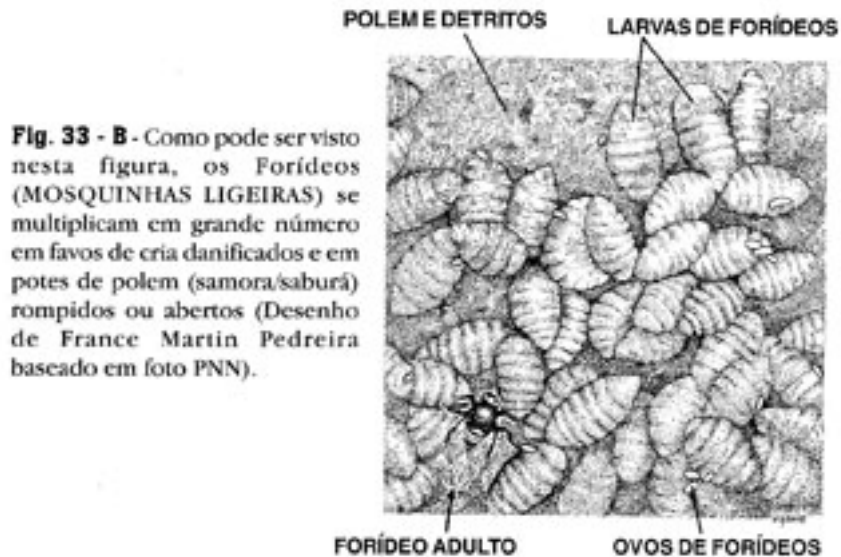 POLEM E DETRITOS
LARVAS DE FORÍDEOS
Fig. 33 - B - Como pode ser visto
nesta figura, os Forídeos
(MOSQUINHAS LIGEIRAS) se
multiplicam em grande número
em favos de cria danificados e em
potes de polem (samora/saburá)
rompidos ou abertos (Desenho
de France Martin Pedreira
baseado em foto PNN).
FORÍDEO ADULTO
OVOS DE FORÍDEOS